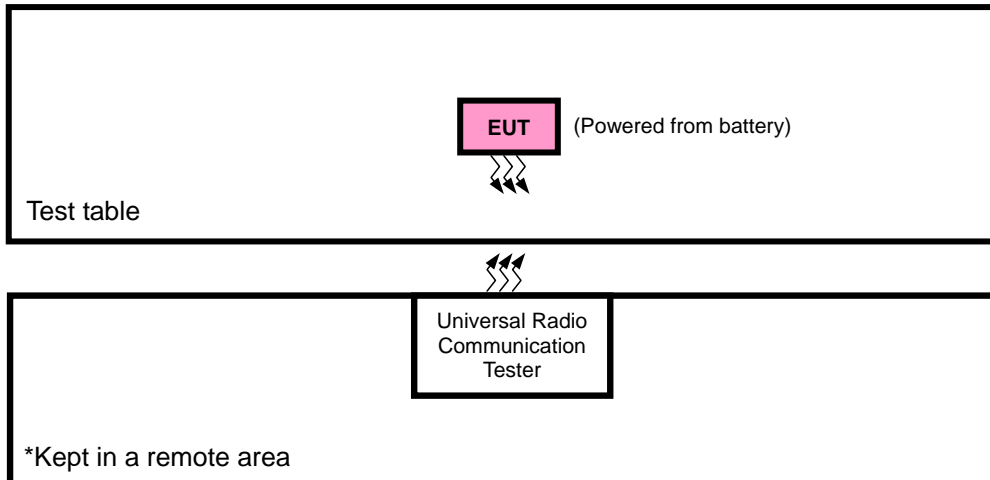 EUT
(Powered from battery)
Test table
Universal Radio
Communication
Tester
*Kept in a remote area